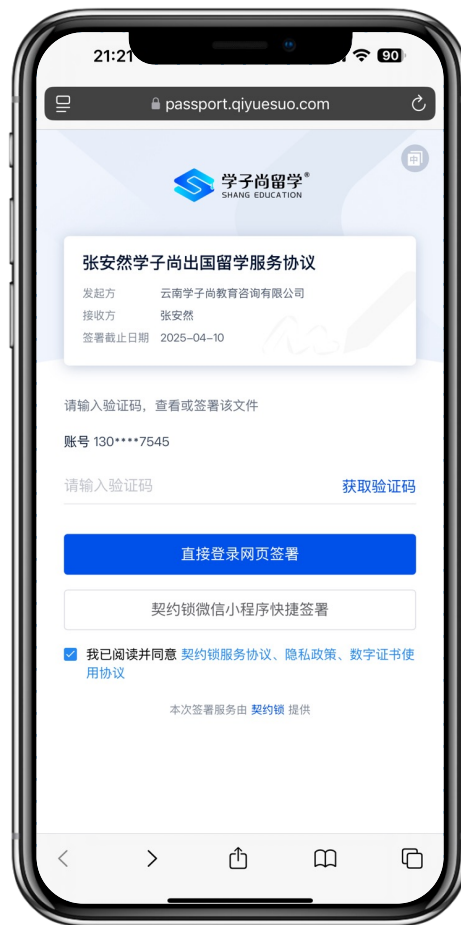 21:21
90
passport.qiyuesuo.com
中
学子尚留学®
SHANG EDUCATION
张安然学子尚出国留学服务协议
发起方 云南学子尚教育咨询有限公司
接收方 张安然
签署截止日期 2025-04-10
请输入验证码，查看或签署该文件
账号 130****7545
请输入验证码 获取验证码
直接登录网页签署
契约锁微信小程序快捷签署
我已阅读并同意 契约锁服务协议、隐私政策、数字证书使
用协议
本次签署服务由 契约锁 提供